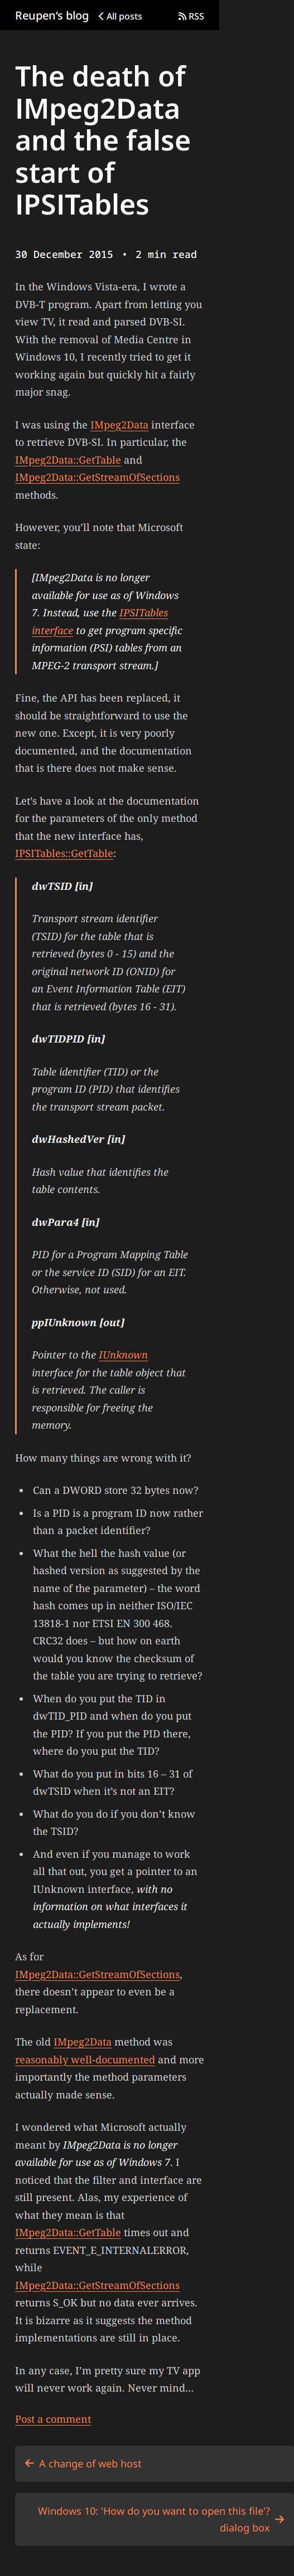 Reupen's blog All posts RSS
The death of
IMpeg2Data
and the false
start of
IPSITables
30 December 2015 • 2 min read
In the Windows Vista-era, I wrote a
DVB-T program. Apart from letting you
view TV, it read and parsed DVB-SI.
With the removal of Media Centre in
Windows 10, I recently tried to get it
working again but quickly hit a fairly
major snag.
I was using the IMpeg2Data interface
to retrieve DVB-SI. In particular, the
IMpeg2Data::GetTable and
IMpeg2Data::GetStreamOfSections
methods.
However, you’ll note that Microsoft
state:
[IMpeg2Data is no longer
available for use as of Windows
7. Instead, use the IPSITables
interface to get program specific
information (PSI) tables from an
MPEG-2 transport stream.]
Fine, the API has been replaced, it
should be straightforward to use the
new one. Except, it is very poorly
documented, and the documentation
that is there does not make sense.
Let’s have a look at the documentation
for the parameters of the only method
that the new interface has,
IPSITables::GetTable:
dwTSID [in]
Transport stream identifier
(TSID) for the table that is
retrieved (bytes 0 - 15) and the
original network ID (ONID) for
an Event Information Table (EIT)
that is retrieved (bytes 16 - 31).
dwTIDPID [in]
Table identifier (TID) or the
program ID (PID) that identifies
the transport stream packet.
dwHashedVer [in]
Hash value that identifies the
table contents.
dwPara4 [in]
PID for a Program Mapping Table
or the service ID (SID) for an EIT.
Otherwise, not used.
ppIUnknown [out]
Pointer to the IUnknown
interface for the table object that
is retrieved. The caller is
responsible for freeing the
memory.
How many things are wrong with it?
• Can a DWORD store 32 bytes now?
• Is a PID is a program ID now rather
than a packet identifier?
• What the hell the hash value (or
hashed version as suggested by the
name of the parameter) – the word
hash comes up in neither ISO/IEC
13818-1 nor ETSI EN 300 468.
CRC32 does – but how on earth
would you know the checksum of
the table you are trying to retrieve?
• When do you put the TID in
dwTID_PID and when do you put
the PID? If you put the PID there,
where do you put the TID?
• What do you put in bits 16 – 31 of
dwTSID when it’s not an EIT?
• What do you do if you don’t know
the TSID?
• And even if you manage to work
all that out, you get a pointer to an
IUnknown interface, with no
information on what interfaces it
actually implements!
As for
IMpeg2Data::GetStreamOfSections,
there doesn’t appear to even be a
replacement.
The old IMpeg2Data method was
reasonably well-documented and more
importantly the method parameters
actually made sense.
I wondered what Microsoft actually
meant by IMpeg2Data is no longer
available for use as of Windows 7. I
noticed that the filter and interface are
still present. Alas, my experience of
what they mean is that
IMpeg2Data::GetTable times out and
returns EVENT_E_INTERNALERROR,
while
IMpeg2Data::GetStreamOfSections
returns S_OK but no data ever arrives.
It is bizarre as it suggests the method
implementations are still in place.
In any case, I’m pretty sure my TV app
will never work again. Never mind…
Post a comment
← A change of web host
Windows 10: 'How do you want to open this file'? →
dialog box